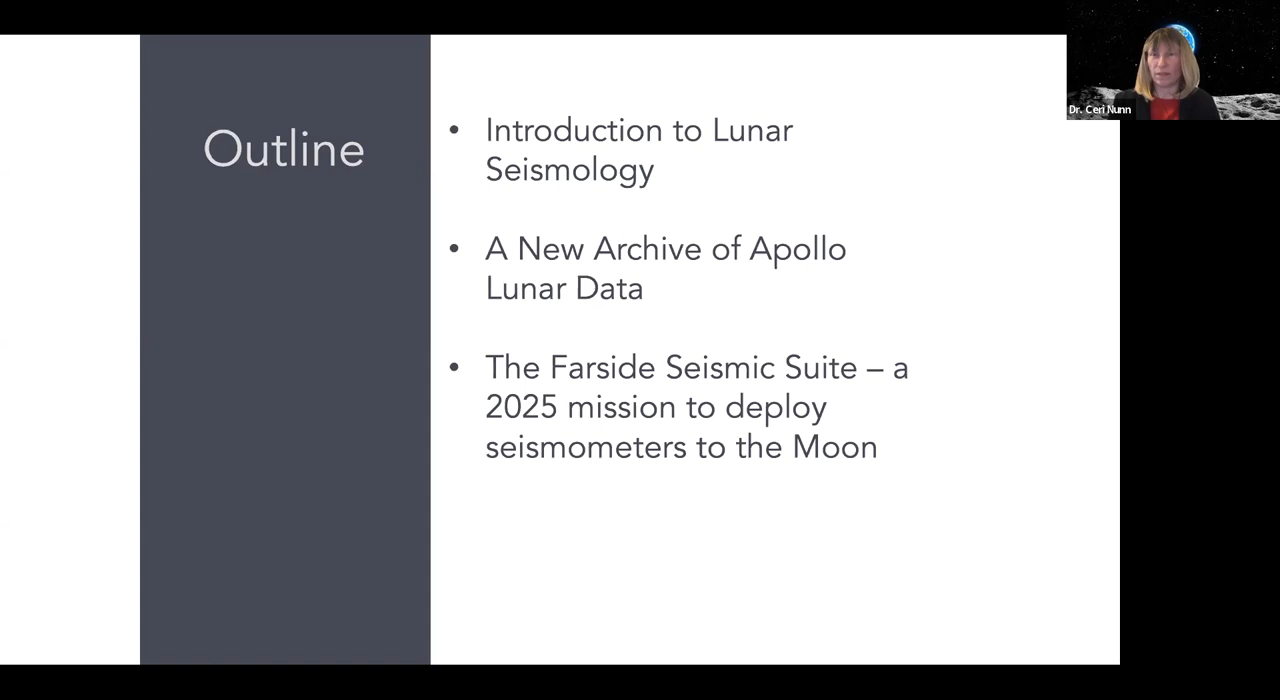 Outline
• Introduction to Lunar
Seismology
• A New Archive of Apollo
Lunar Data
• The Farside Seismic Suite – a
2025 mission to deploy
seismometers to the Moon
Dr. Ceri Nunn